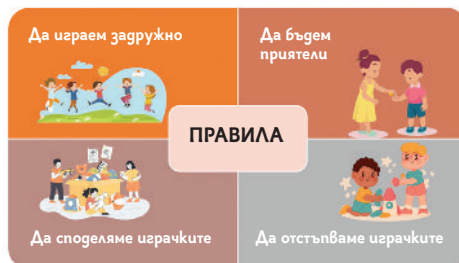 Да играем задружно
Да бъдем
приятели
ПРАВИЛА
Да споделяме играчките
Да отстъпваме играчките